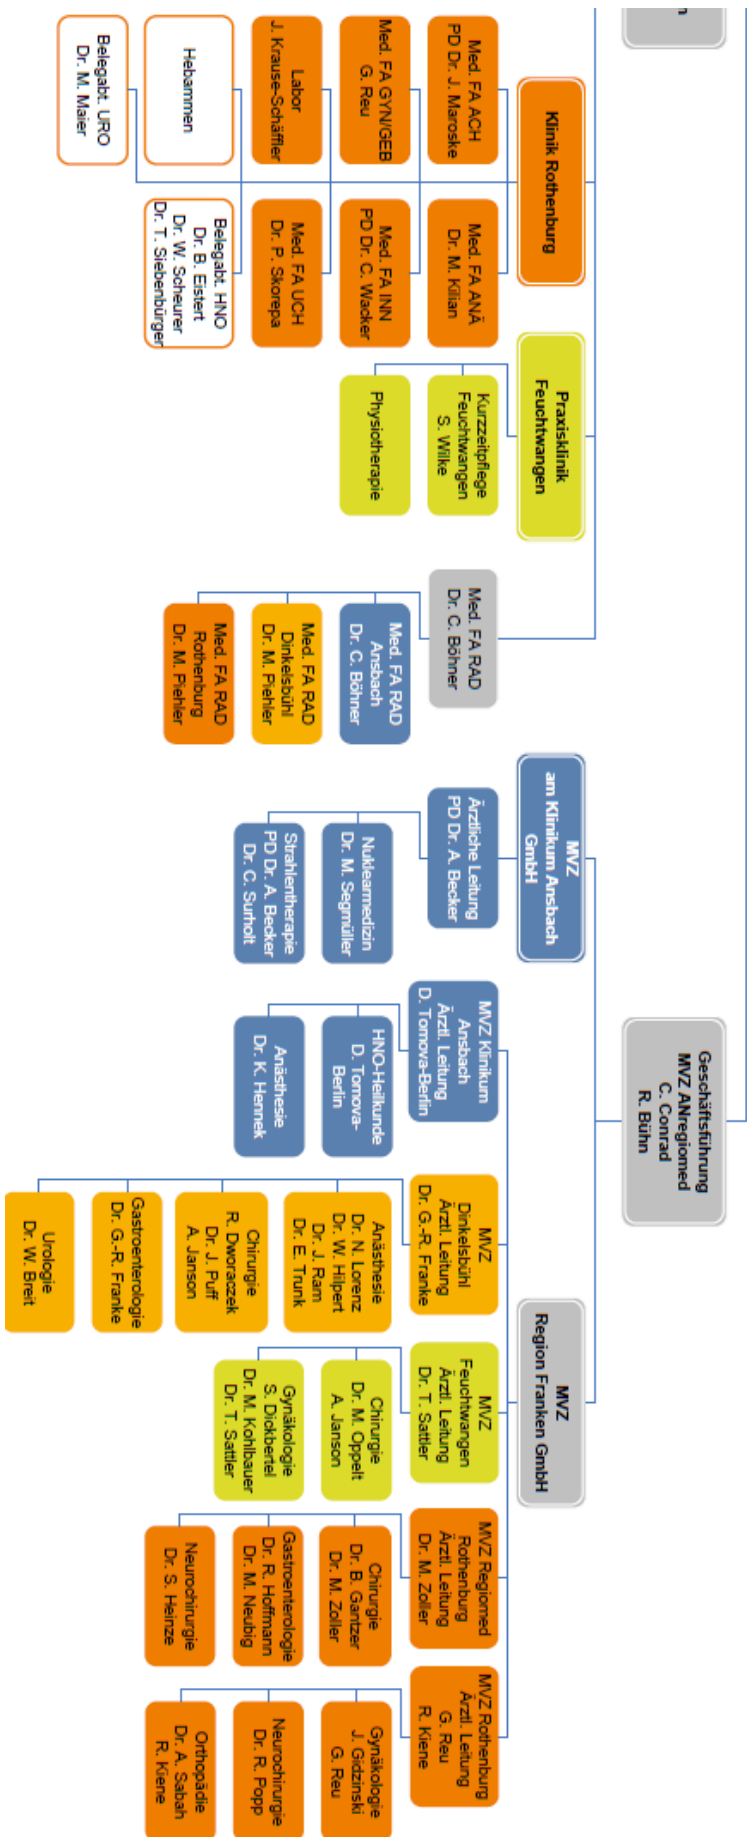 n
Klinik Rothenburg
Med. FA ACH
PD Dr. J. Maroske
Med. FA ANÄ
Dr. M. Kilian
Med. FA GYN/GEB
G. Reu
Med. FA INN
PD Dr. C. Wacker
Labor
J. Krause-Schäffler
Med. FA UCH
Dr. P. Skorepa
Hebammen
Belegabt. HNO
Dr. B. Eistert
Dr. W. Scheurer
Dr. T. Siebenbürger
Belegabt. URO
Dr. M. Maier
Praxisklinik
Feuchtwangen
Kurzzeitpflege
Feuchtwangen
S. Wilke
Physiotherapie
Med. FA RAD
Dr. C. Böhner
Med. FA RAD
Ansbach
Dr. C. Böhner
Med. FA RAD
Dinkelsbühl
Dr. M. Piehler
Med. FA RAD
Rothenburg
Dr. M. Piehler
Geschäftsführung
MVZ ANregiomed
C. Conrad
R. Bühn
MVZ
am Klinikum Ansbach
GmbH
Ärztliche Leitung
PD Dr. A. Becker
Nuklearmedizin
Dr. M. Segmüller
Strahlentherapie
PD Dr. A. Becker
Dr. C. Surholt
MVZ
Region Franken GmbH
MVZ Klinikum
Ansbach
Ärztl. Leitung
D. Tomova-Berlin
HNO-Heilkunde
D. Tomova-
Berlin
Anästhesie
Dr. K. Hennek
MVZ
Dinkelsbühl
Ärztl. Leitung
Dr. G.-R. Franke
Anästhesie
Dr. N. Lorenz
Dr. W. Hilpert
Dr. J. Ram
Dr. E. Trunk
Chirurgie
R. Dworaczek
Dr. J. Puff
A. Janson
Gastroenterologie
Dr. G.-R. Franke
Urologie
Dr. W. Breit
MVZ
Feuchtwangen
Ärztl. Leitung
Dr. T. Sattler
Chirurgie
Dr. M. Oppelt
A. Janson
Gynäkologie
S. Dickbertel
Dr. M. Kohlbauer
Dr. T. Sattler
MVZ Regiomed
Rothenburg
Ärztl. Leitung
Dr. M. Zoller
Chirurgie
Dr. B. Gantzer
Dr. M. Zoller
Gastroenterologie
Dr. R. Hoffmann
Dr. M. Neubig
Neurochirurgie
Dr. S. Heinze
MVZ Rothenburg
Ärztl. Leitung
G. Reu
R. Kiene
Gynäkologie
J. Gidzinski
G. Reu
Neurochirurgie
Dr. R. Popp
Orthopädie
Dr. A. Sabah
R. Kiene